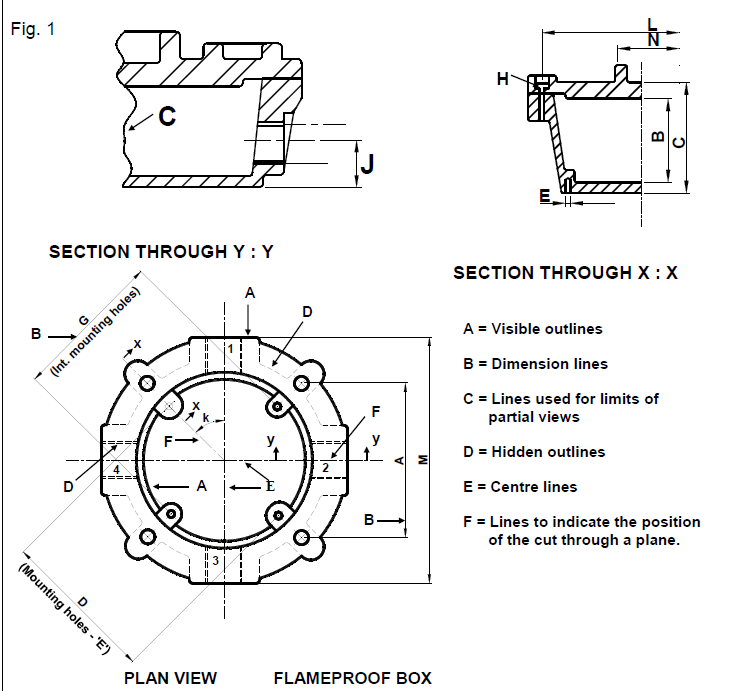 Fig. 1
C
J
L
N
H
B
C
E
SECTION THROUGH Y : Y
SECTION THROUGH X : X
A = Visible outlines
B = Dimension lines
C = Lines used for limits of
partial views
D = Hidden outlines
E = Centre lines
F = Lines to indicate the position
of the cut through a plane.
A
D
B
G
(Int. mounting holes)
X
1
X
k
F
F
y
y
A
M
2
4
D
A
E
B
3
D
(Mounting holes - 'E')
PLAN VIEW
FLAMEPROOF BOX